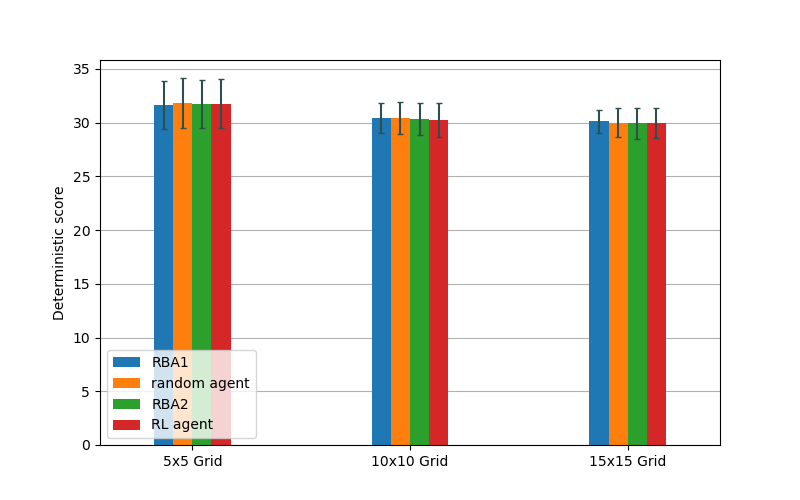 35
30
25
20
15
10
5
0
Deterministic score
RBA1
random agent
RBA2
RL agent
5x5 Grid
10x10 Grid
15x15 Grid